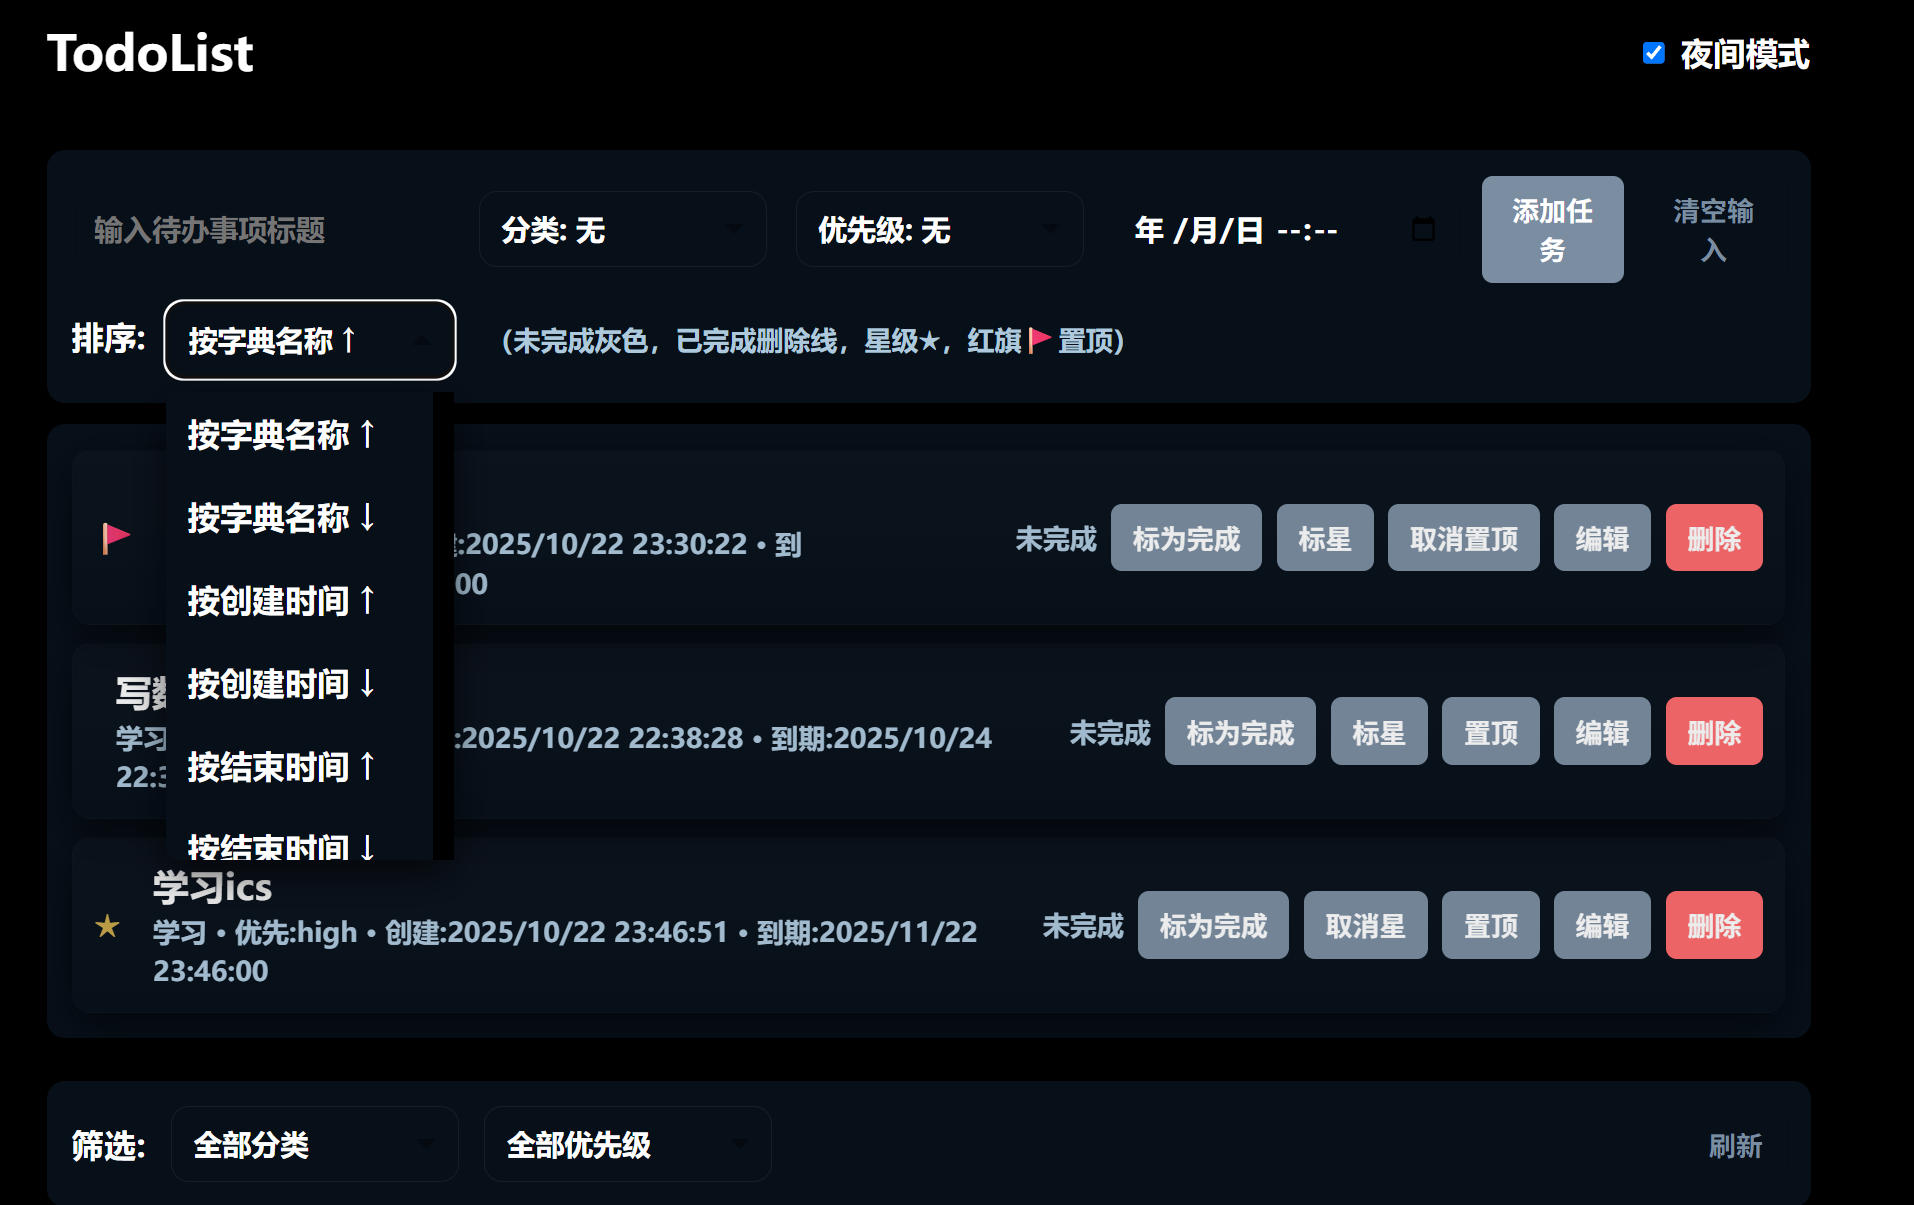 TodoList
夜间模式
输入待办事项标题
分类: 无
优先级: 无
年 /月/日 --:--
添加任务
清空输入
排序:
按字典名称 ↑
(未完成灰色，已完成删除线，星级★，红旗🚩置顶)
按字典名称 ↑
按字典名称 ↓
按创建时间 ↑
按创建时间 ↓
按结束时间 ↑
按结束时间 ↓
:2025/10/22 23:30:22 • 到
00
未完成
标为完成
标星
取消置顶
编辑
删除
写
学习
:2025/10/22 22:38:28 • 到期:2025/10/24
22:3
未完成
标为完成
标星
置顶
编辑
删除
★
学习ics
学习 • 优先:high • 创建:2025/10/22 23:46:51 • 到期:2025/11/22
23:46:00
未完成
标为完成
取消星
置顶
编辑
删除
筛选:
全部分类
全部优先级
刷新